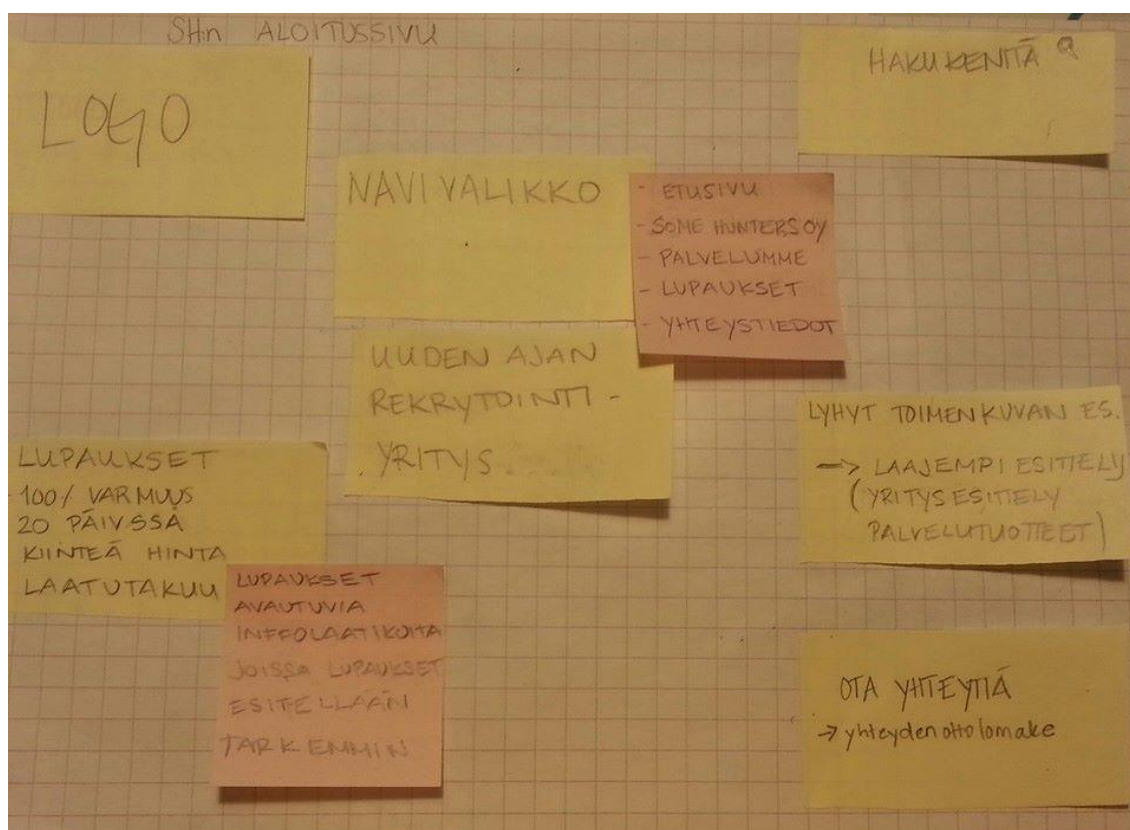 SH:n ALOITUSSIVU
LOGO
HAKUKENTTÄ
NAVI VALIKKO
- ETUSIVU
- SOME HUNTERS OY
- PALVELUMME
- LUPAUKSET
- YHTEYSTIEDOT
UUDEN AJAN
REKRYTOINTI -
YRITYS
LUPAUKSET
100/ VARMUUS
20 PÄIVSSÄ
KIINTEÄ HINTA
LAATUTAKUU
LUPAUKSET
AVAUTUVIA
INFFOLAATIKOITA
JOISSA LUPAUKSET
ESITELLÄÄN
TARKEMMIN
LYHYT TOIMENKUVAN ES.
→ LAAJEMPI ESITTELY
( YRITYSESITTELY
PALVELUTUOTTEET )
OTA YHTEYTTÄ
→ yhteydenottolomake